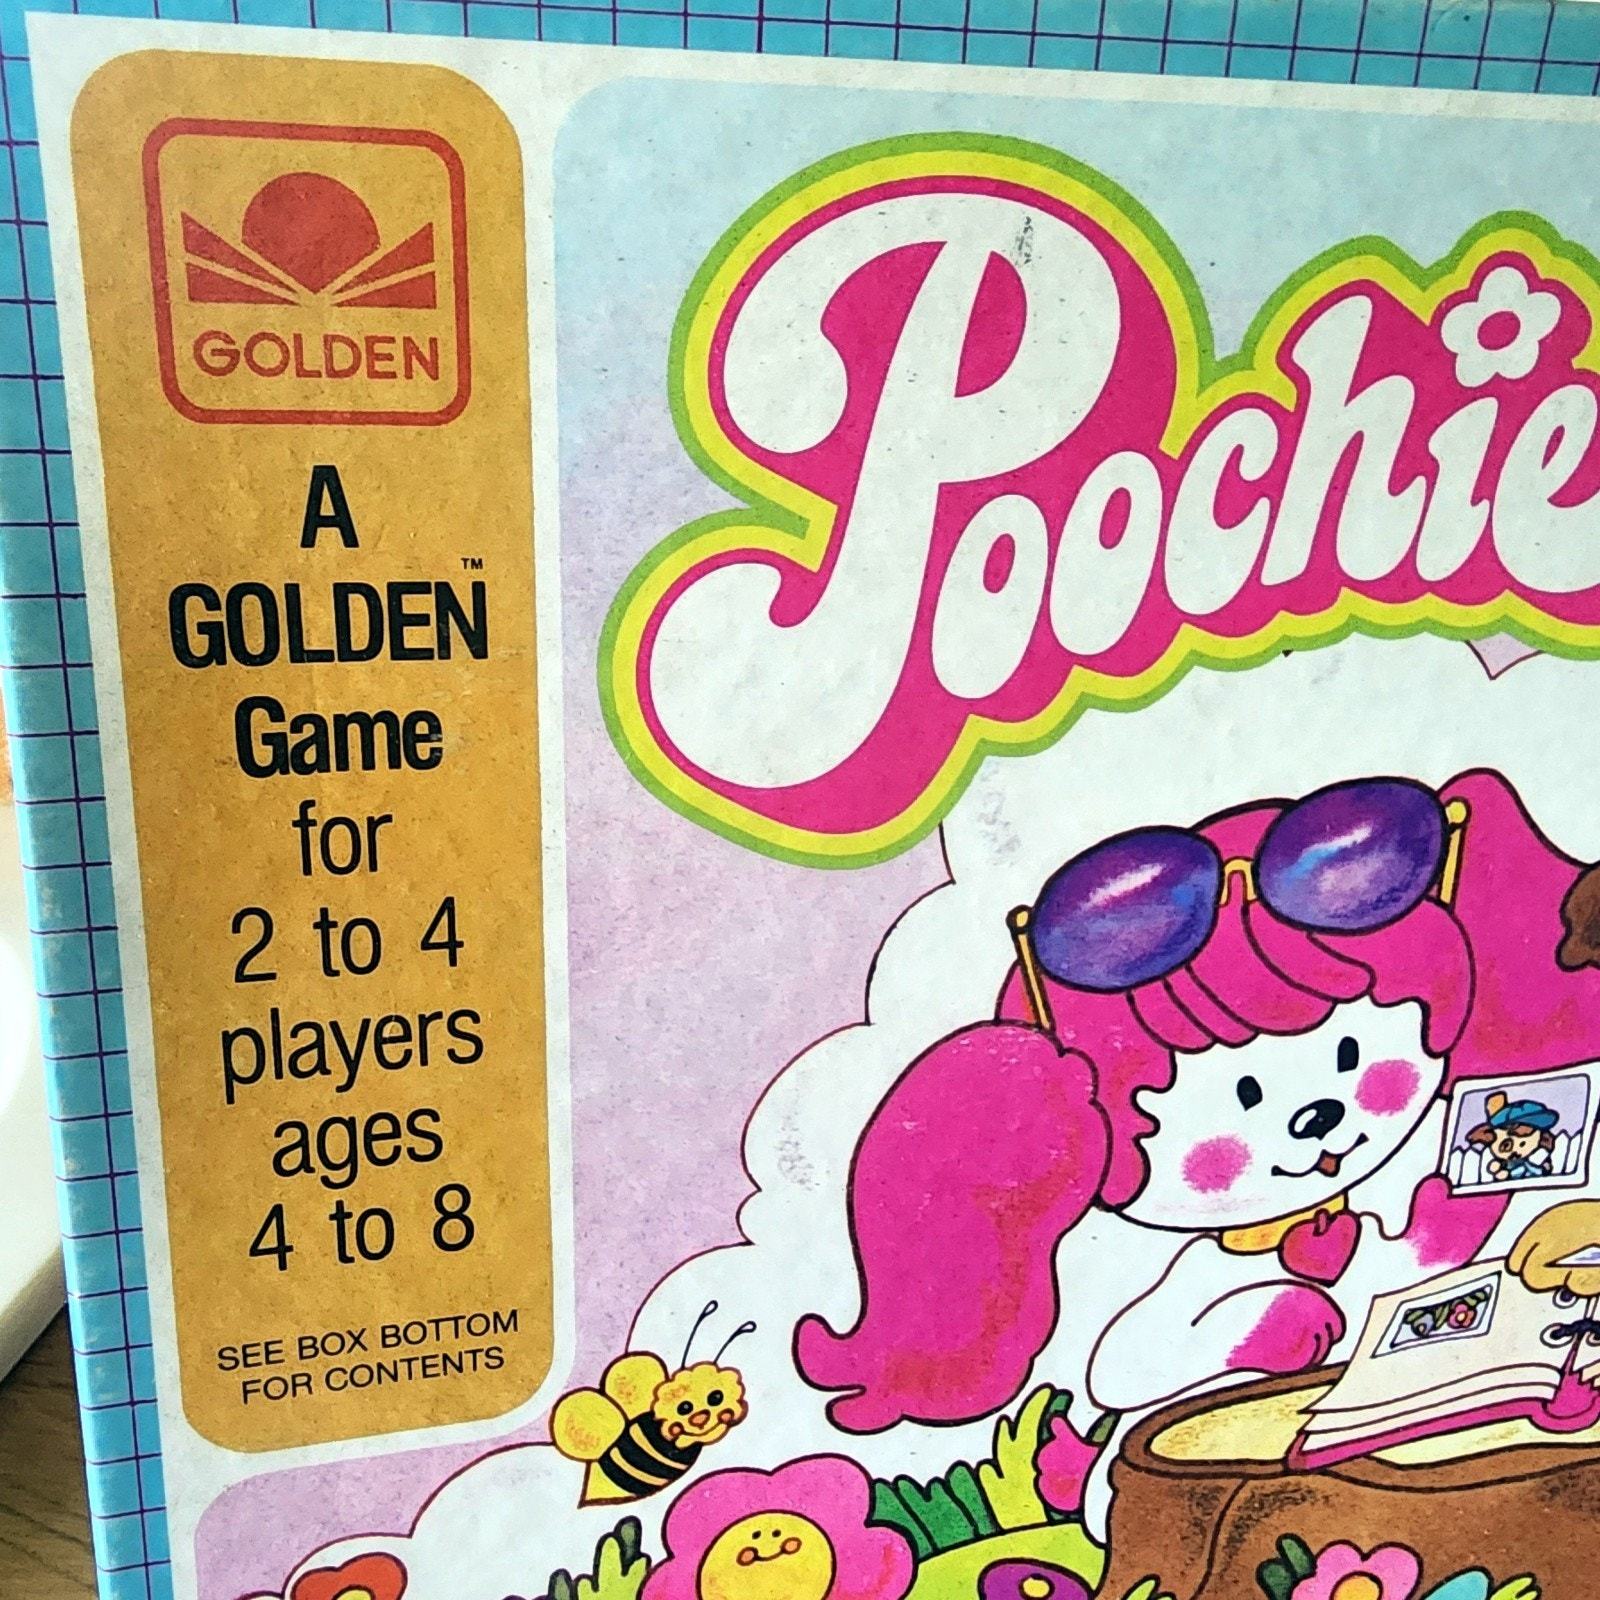 GOLDEN
A
GOLDEN™
Game
for
2 to 4
players
ages
4 to 8
SEE BOX BOTTOM
FOR CONTENTS
Poochie